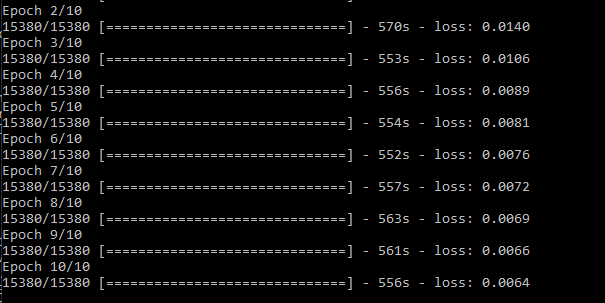 Epoch 2/10
15380/15380 [==============================] - 570s - loss: 0.0140
Epoch 3/10
15380/15380 [==============================] - 553s - loss: 0.0106
Epoch 4/10
15380/15380 [==============================] - 556s - loss: 0.0089
Epoch 5/10
15380/15380 [==============================] - 554s - loss: 0.0081
Epoch 6/10
15380/15380 [==============================] - 552s - loss: 0.0076
Epoch 7/10
15380/15380 [==============================] - 557s - loss: 0.0072
Epoch 8/10
15380/15380 [==============================] - 563s - loss: 0.0069
Epoch 9/10
15380/15380 [==============================] - 561s - loss: 0.0066
Epoch 10/10
15380/15380 [==============================] - 556s - loss: 0.0064